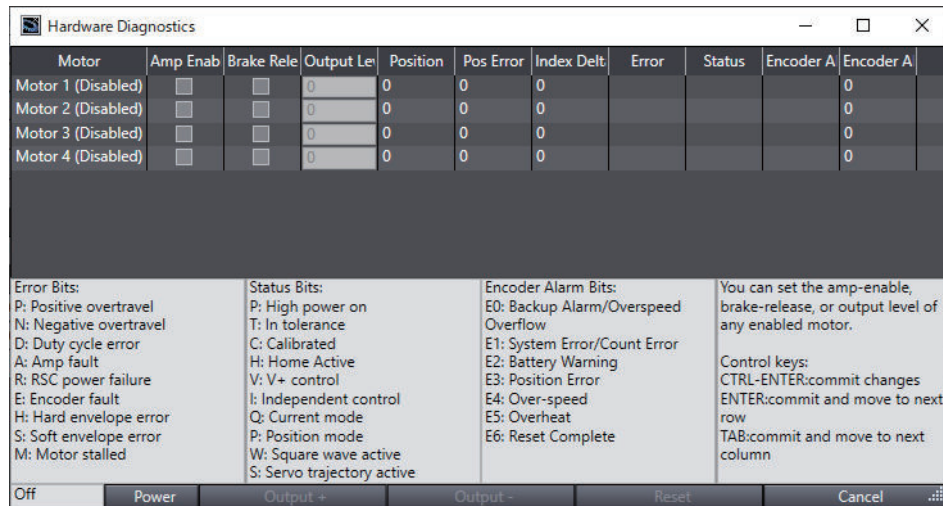 Hardware Diagnostics
Motor Amp Enab Brake Rele Output Le Position Pos Error Index Delt Error Status Encoder A Encoder A
Motor 1 (Disabled) 0 0 0 0 0
Motor 2 (Disabled) 0 0 0 0 0
Motor 3 (Disabled) 0 0 0 0 0
Motor 4 (Disabled) 0 0 0 0 0
Error Bits:
P: Positive overtravel
N: Negative overtravel
D: Duty cycle error
A: Amp fault
R: RSC power failure
E: Encoder fault
H: Hard envelope error
S: Soft envelope error
M: Motor stalled
Status Bits:
P: High power on
T: In tolerance
C: Calibrated
H: Home Active
V: V+ control
I: Independent control
Q: Current mode
P: Position mode
W: Square wave active
S: Servo trajectory active
Encoder Alarm Bits:
E0: Backup Alarm/Overspeed
Overflow
E1: System Error/Count Error
E2: Battery Warning
E3: Position Error
E4: Over-speed
E5: Overheat
E6: Reset Complete
You can set the amp-enable,
brake-release, or output level of
any enabled motor.
Control keys:
CTRL-ENTER:commit changes
ENTER:commit and move to next
row
TAB:commit and move to next
column
Off Power Output + Output - Reset Cancel